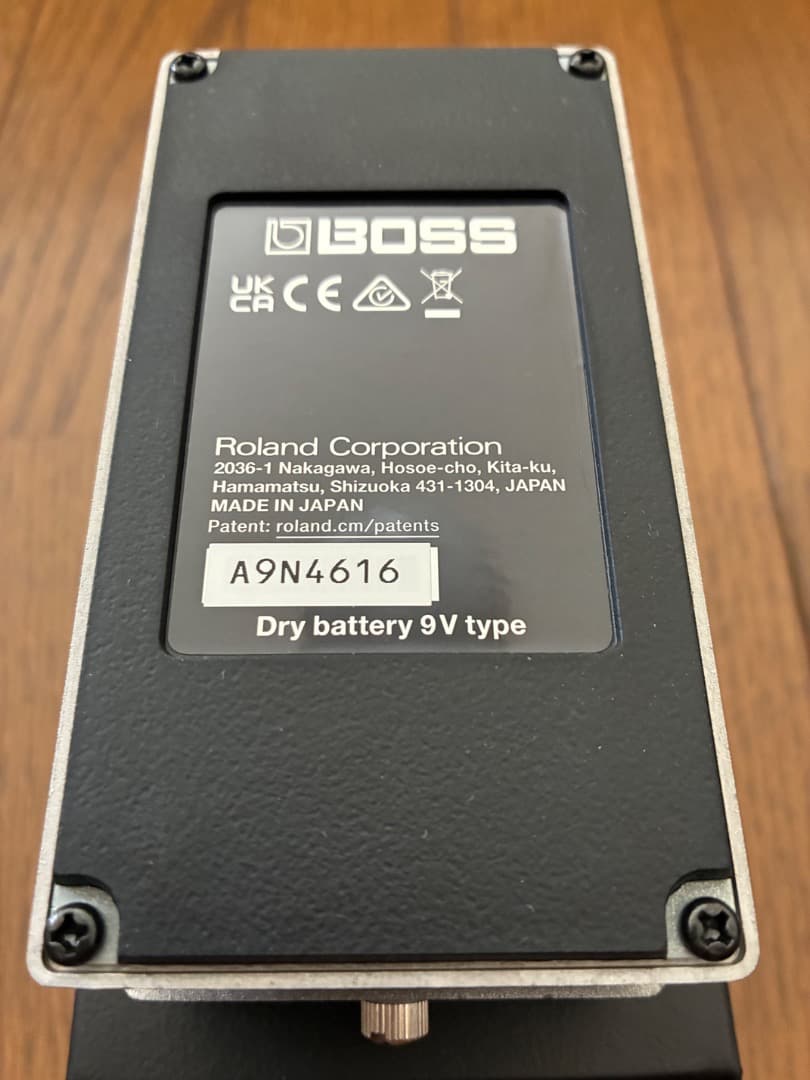 BOSS
UK
CA CE
Roland Corporation
2036-1 Nakagawa, Hosoe-cho, Kita-ku,
Hamamatsu, Shizuoka 431-1304, JAPAN
MADE IN JAPAN
Patent: roland.cm/patents
A9N4616
Dry battery 9V type